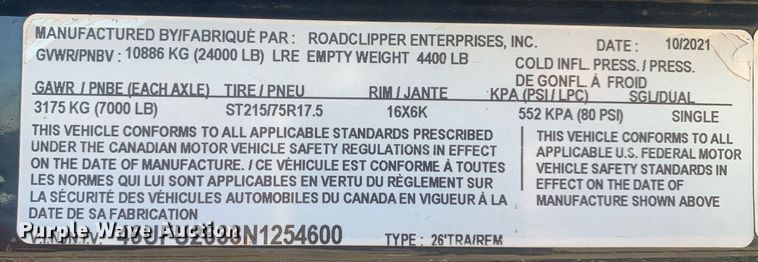 MANUFACTURED BY/FABRIQUÉ PAR : ROADCLIPPER ENTERPRISES, INC. DATE : 10/2021
GVWR/PNBV : 10886 KG (24000 LB) LRE EMPTY WEIGHT 4400 LB
COLD INFL. PRESS./ PRESS.
DE GONFL. À FROID
GAWR / PNBE (EACH AXLE) TIRE / PNEU RIM / JANTE KPA (PSI / LPC) SGL/DUAL
3175 KG (7000 LB) ST215/75R17.5 16X6K 552 KPA (80 PSI) SINGLE
THIS VEHICLE CONFORMS TO ALL APPLICABLE STANDARDS PRESCRIBED
UNDER THE CANADIAN MOTOR VEHICLE SAFETY REGULATIONS IN EFFECT
ON THE DATE OF MANUFACTURE. / CE VÉHICULE EST CONFORME À TOUTES
LES NORMES QUI LUI SONT APPLICABLES EN VERTU DU RÈGLEMENT SUR
LA SÉCURITÉ DES VÉHICULES AUTOMOBILES DU CANADA EN VIGUEUR À LA
DATE DE SA FABRICATION
THIS VEHICLE CONFORMS TO ALL
APPLICABLE U.S. FEDERAL MOTOR
VEHICLE SAFETY STANDARDS IN
EFFECT ON THE DATE OF
MANUFACTURE SHOWN ABOVE
TYPE : 26'TRA/REM
Purple Wave Auction